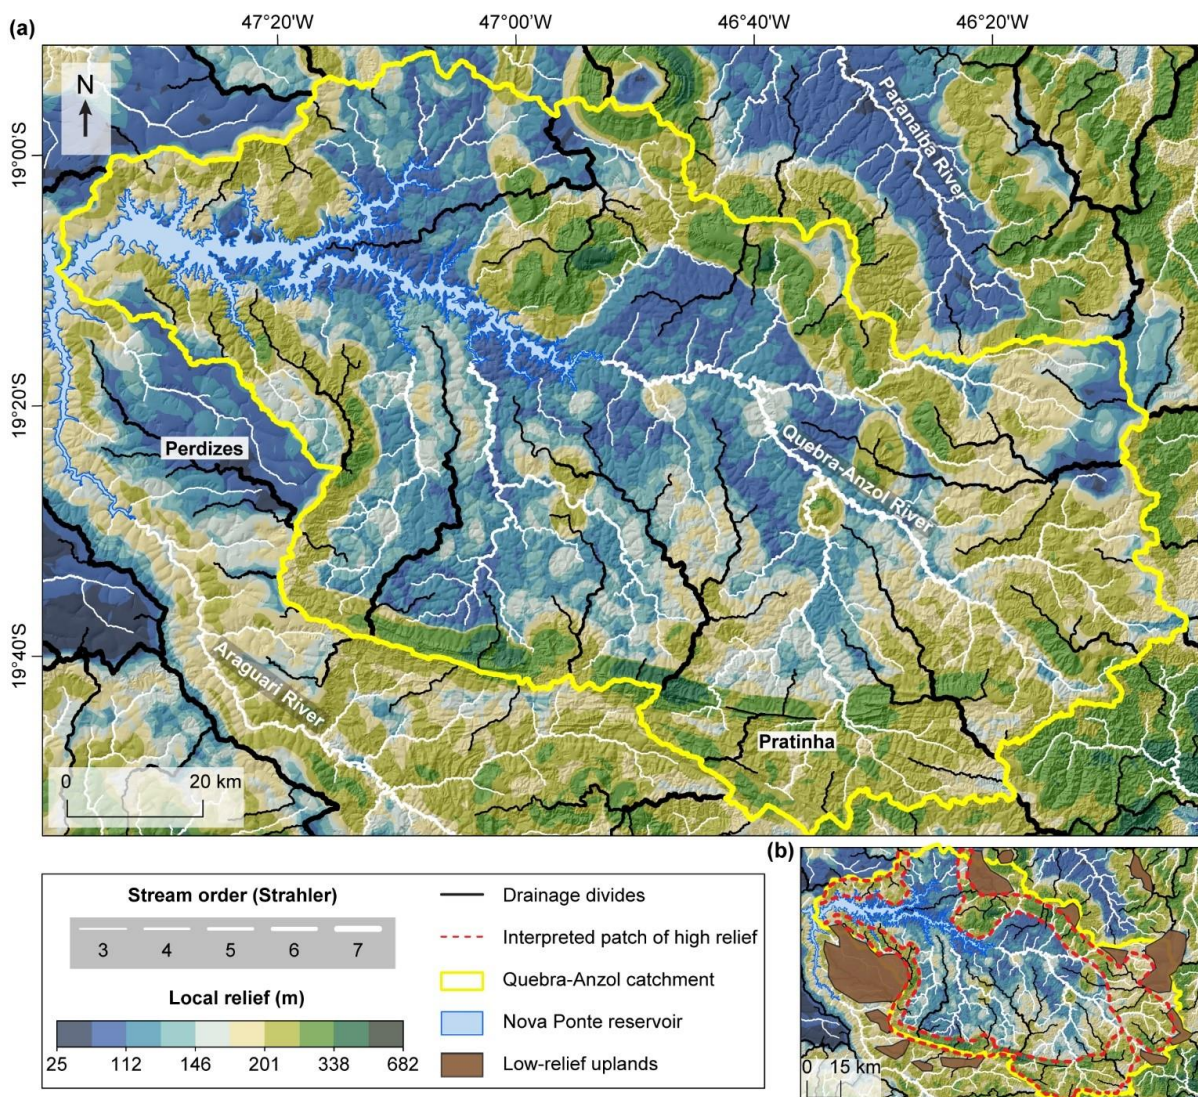 (a)
47°20'W 47°00'W 46°40'W 46°20'W
N
19°00'S
Paranaíba River
19°20'S
Perdizes
Quebra-Anzol River
19°40'S
Araguari River
Pratinha
0 20 km
(b)
0 15 km
Stream order (Strahler)
3 4 5 6 7
Local relief (m)
25 112 146 201 338 682
Drainage divides
Interpreted patch of high relief
Quebra-Anzol catchment
Nova Ponte reservoir
Low-relief uplands